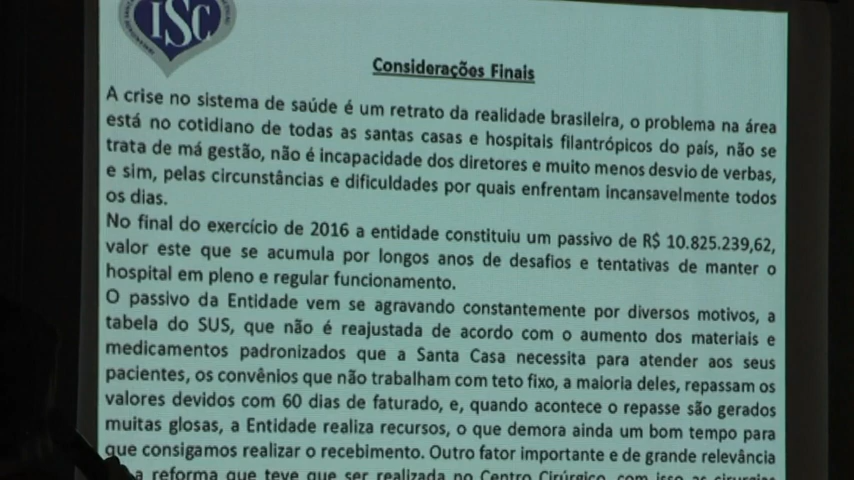 ISC
Considerações Finais
A crise no sistema de saúde é um retrato da realidade brasileira, o problema na área
está no cotidiano de todas as santas casas e hospitais filantrópicos do país, não se
trata de má gestão, não é incapacidade dos diretores e muito menos desvio de verbas,
e sim, pelas circunstâncias e dificuldades por quais enfrentam incansavelmente todos
os dias.
No final do exercício de 2016 a entidade constituiu um passivo de R$ 10.825.239,62,
valor este que se acumula por longos anos de desafios e tentativas de manter o
hospital em pleno e regular funcionamento.
O passivo da Entidade vem se agravando constantemente por diversos motivos, a
tabela do SUS, que não é reajustada de acordo com o aumento dos materiais e
medicamentos padronizados que a Santa Casa necessita para atender aos seus
pacientes, os convênios que não trabalham com teto fixo, a maioria deles, repassam os
valores devidos com 60 dias de faturado, e, quando acontece o repasse são gerados
muitas glosas, a Entidade realiza recursos, o que demora ainda um bom tempo para
que consigamos realizar o recebimento. Outro fator importante e de grande relevância
a reforma que teve que ser realizada no Centro Cirúrgico, com isso as cirurgias